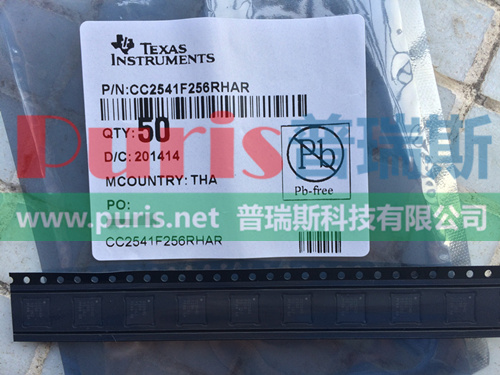 TEXAS
INSTRUMENTS
P/N:CC2541F256RHAR
QTY: 50
D/C: 201414
MCOUNTRY: THA
PO:
CC2541F256RHAR
Pb
Pb-free
Puris普瑞斯
www.puris.net 普瑞斯科技有限公司